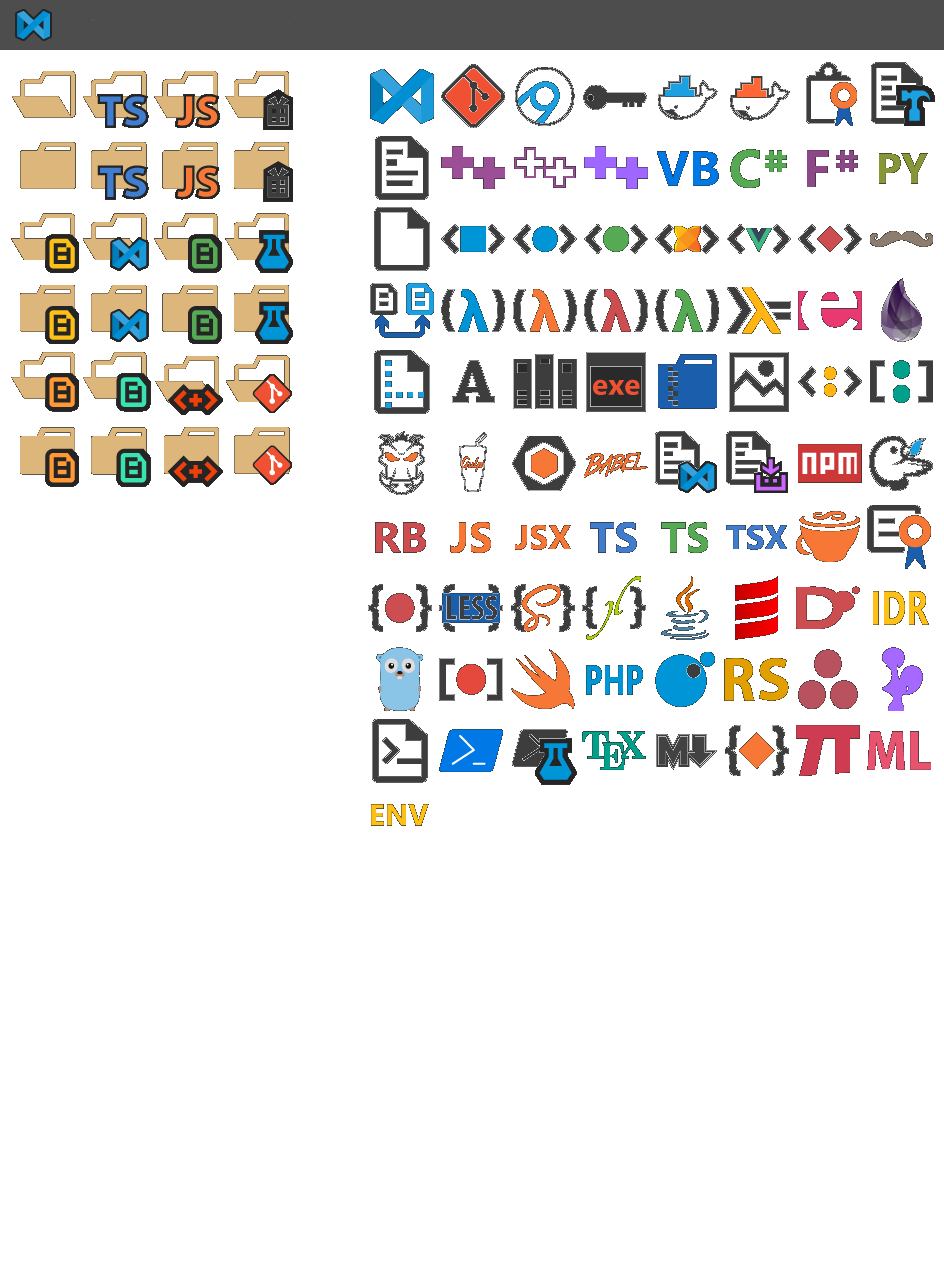 TS JS
TS JS
VB C# F# PY
A exe
Gulp BABEL npm
RB JS JSX TS TS TSX
LESS IDR
PHP RS
TEX M ML
ENV